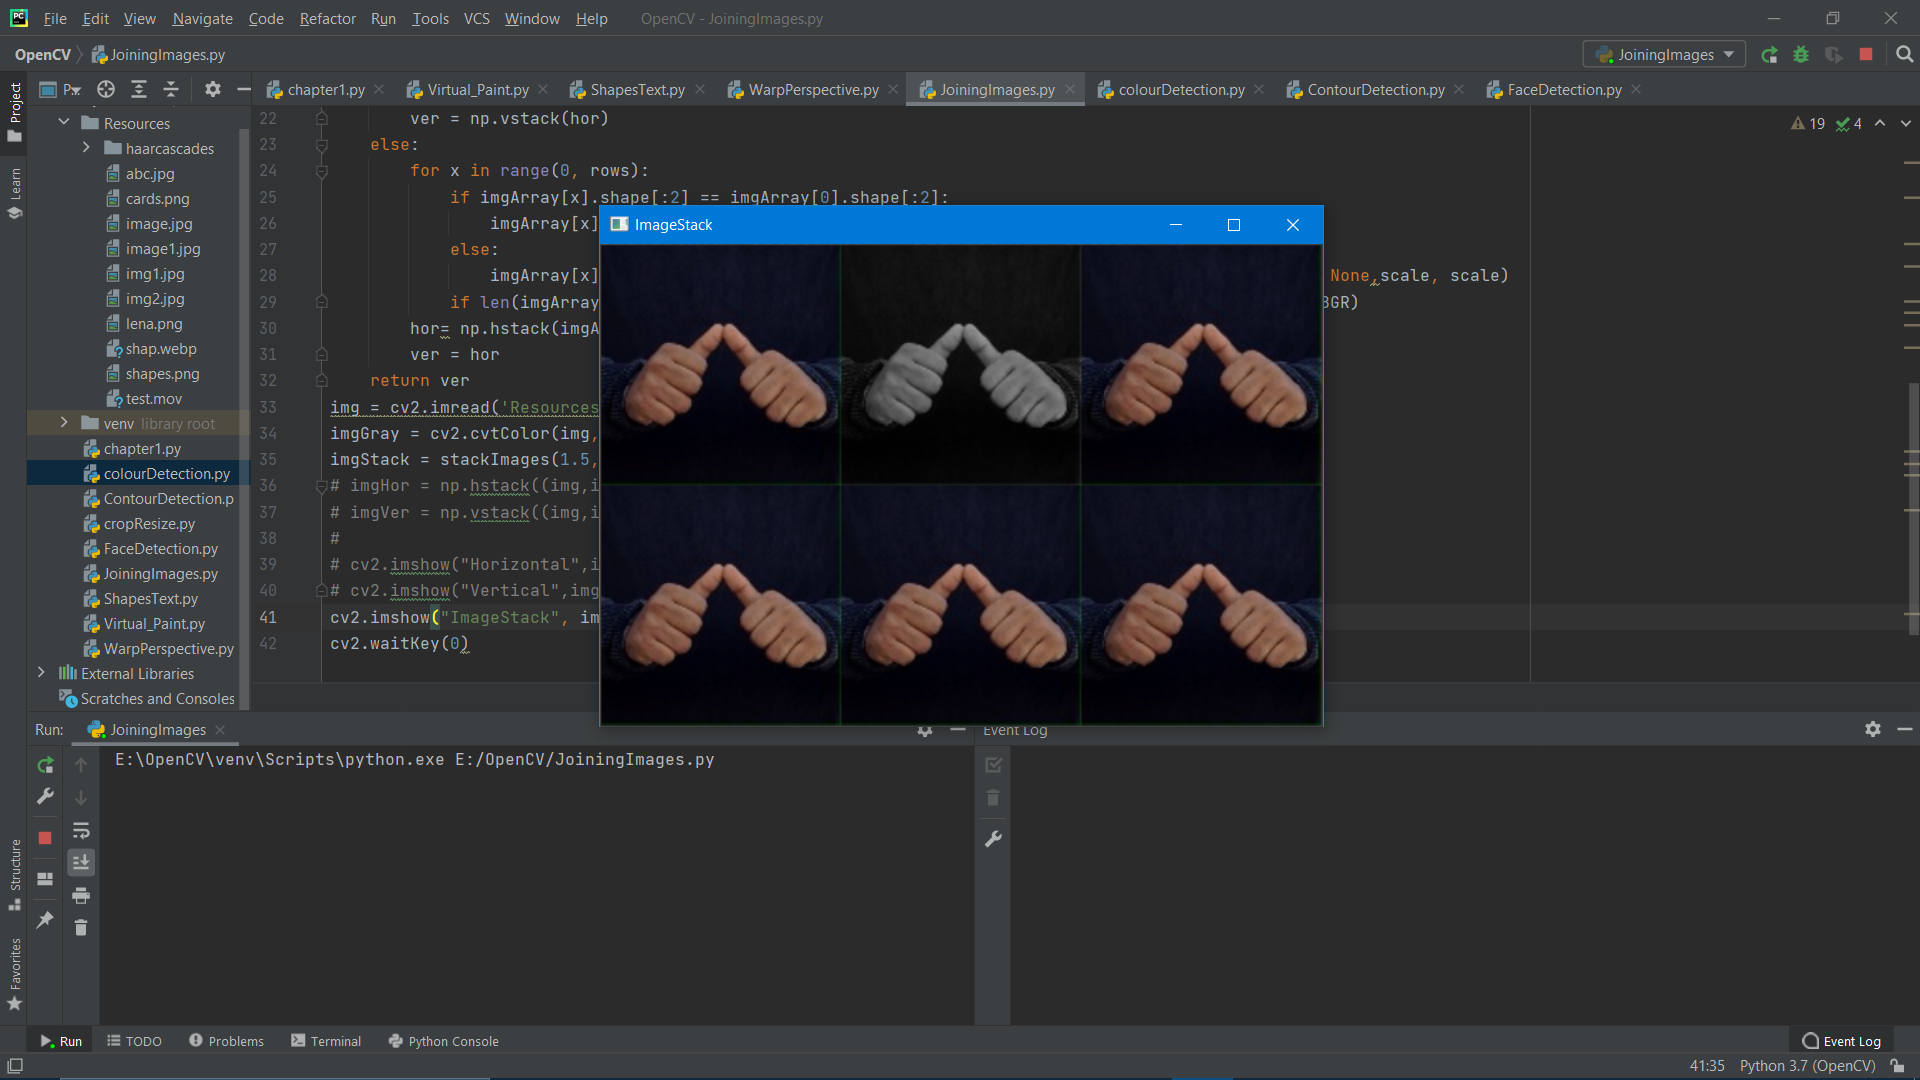 File Edit View Navigate Code Refactor Run Tools VCS Window Help OpenCV - JoiningImages.py
OpenCV JoiningImages.py JoiningImages
Project
Learn
Structure
Favorites
P
chapter1.py Virtual_Paint.py ShapesText.py WarpPerspective.py JoiningImages.py colourDetection.py ContourDetection.py FaceDetection.py
Resources
haarcascades
abc.jpg
cards.png
image.jpg
image1.jpg
img1.jpg
img2.jpg
lena.png
shap.webp
shapes.png
test.mov
venv library root
chapter1.py
colourDetection.py
ContourDetection.p
cropResize.py
FaceDetection.py
JoiningImages.py
ShapesText.py
Virtual_Paint.py
WarpPerspective.py
External Libraries
Scratches and Consoles
19 4
22 ver = np.vstack(hor)
23 else:
24 for x in range(0, rows):
25 if imgArray[x].shape[:2] == imgArray[0].shape[:2]:
26 imgArray[x]
27 else:
28 imgArray[x] None,scale, scale)
29 if len(imgArray BGR)
30 hor= np.hstack(imgA
31 ver = hor
32 return ver
33 img = cv2.imread('Resources
34 imgGray = cv2.cvtColor(img,
35 imgStack = stackImages(1.5,
36 # imgHor = np.hstack((img,i
37 # imgVer = np.vstack((img,i
38 #
39 # cv2.imshow("Horizontal",i
40 # cv2.imshow("Vertical",img
41 cv2.imshow("ImageStack", im
42 cv2.waitKey(0)
ImageStack
Run: JoiningImages
E:\OpenCV\venv\Scripts\python.exe E:/OpenCV/JoiningImages.py
Event Log
Run TODO Problems Terminal Python Console Event Log
41:35 Python 3.7 (OpenCV)